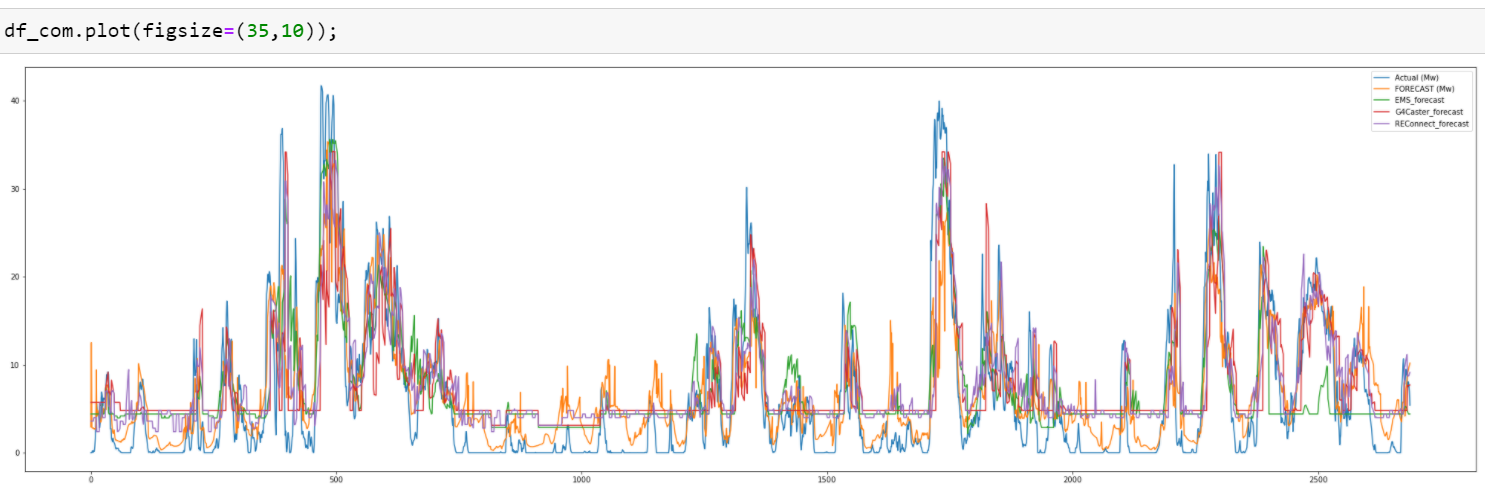 df_com.plot(figsize=(35,10));
Actual (Mw)
FORECAST (Mw)
EMS_forecast
G4Caster_forecast
REConnect_forecast
40
30
20
10
0
0 500 1000 1500 2000 2500